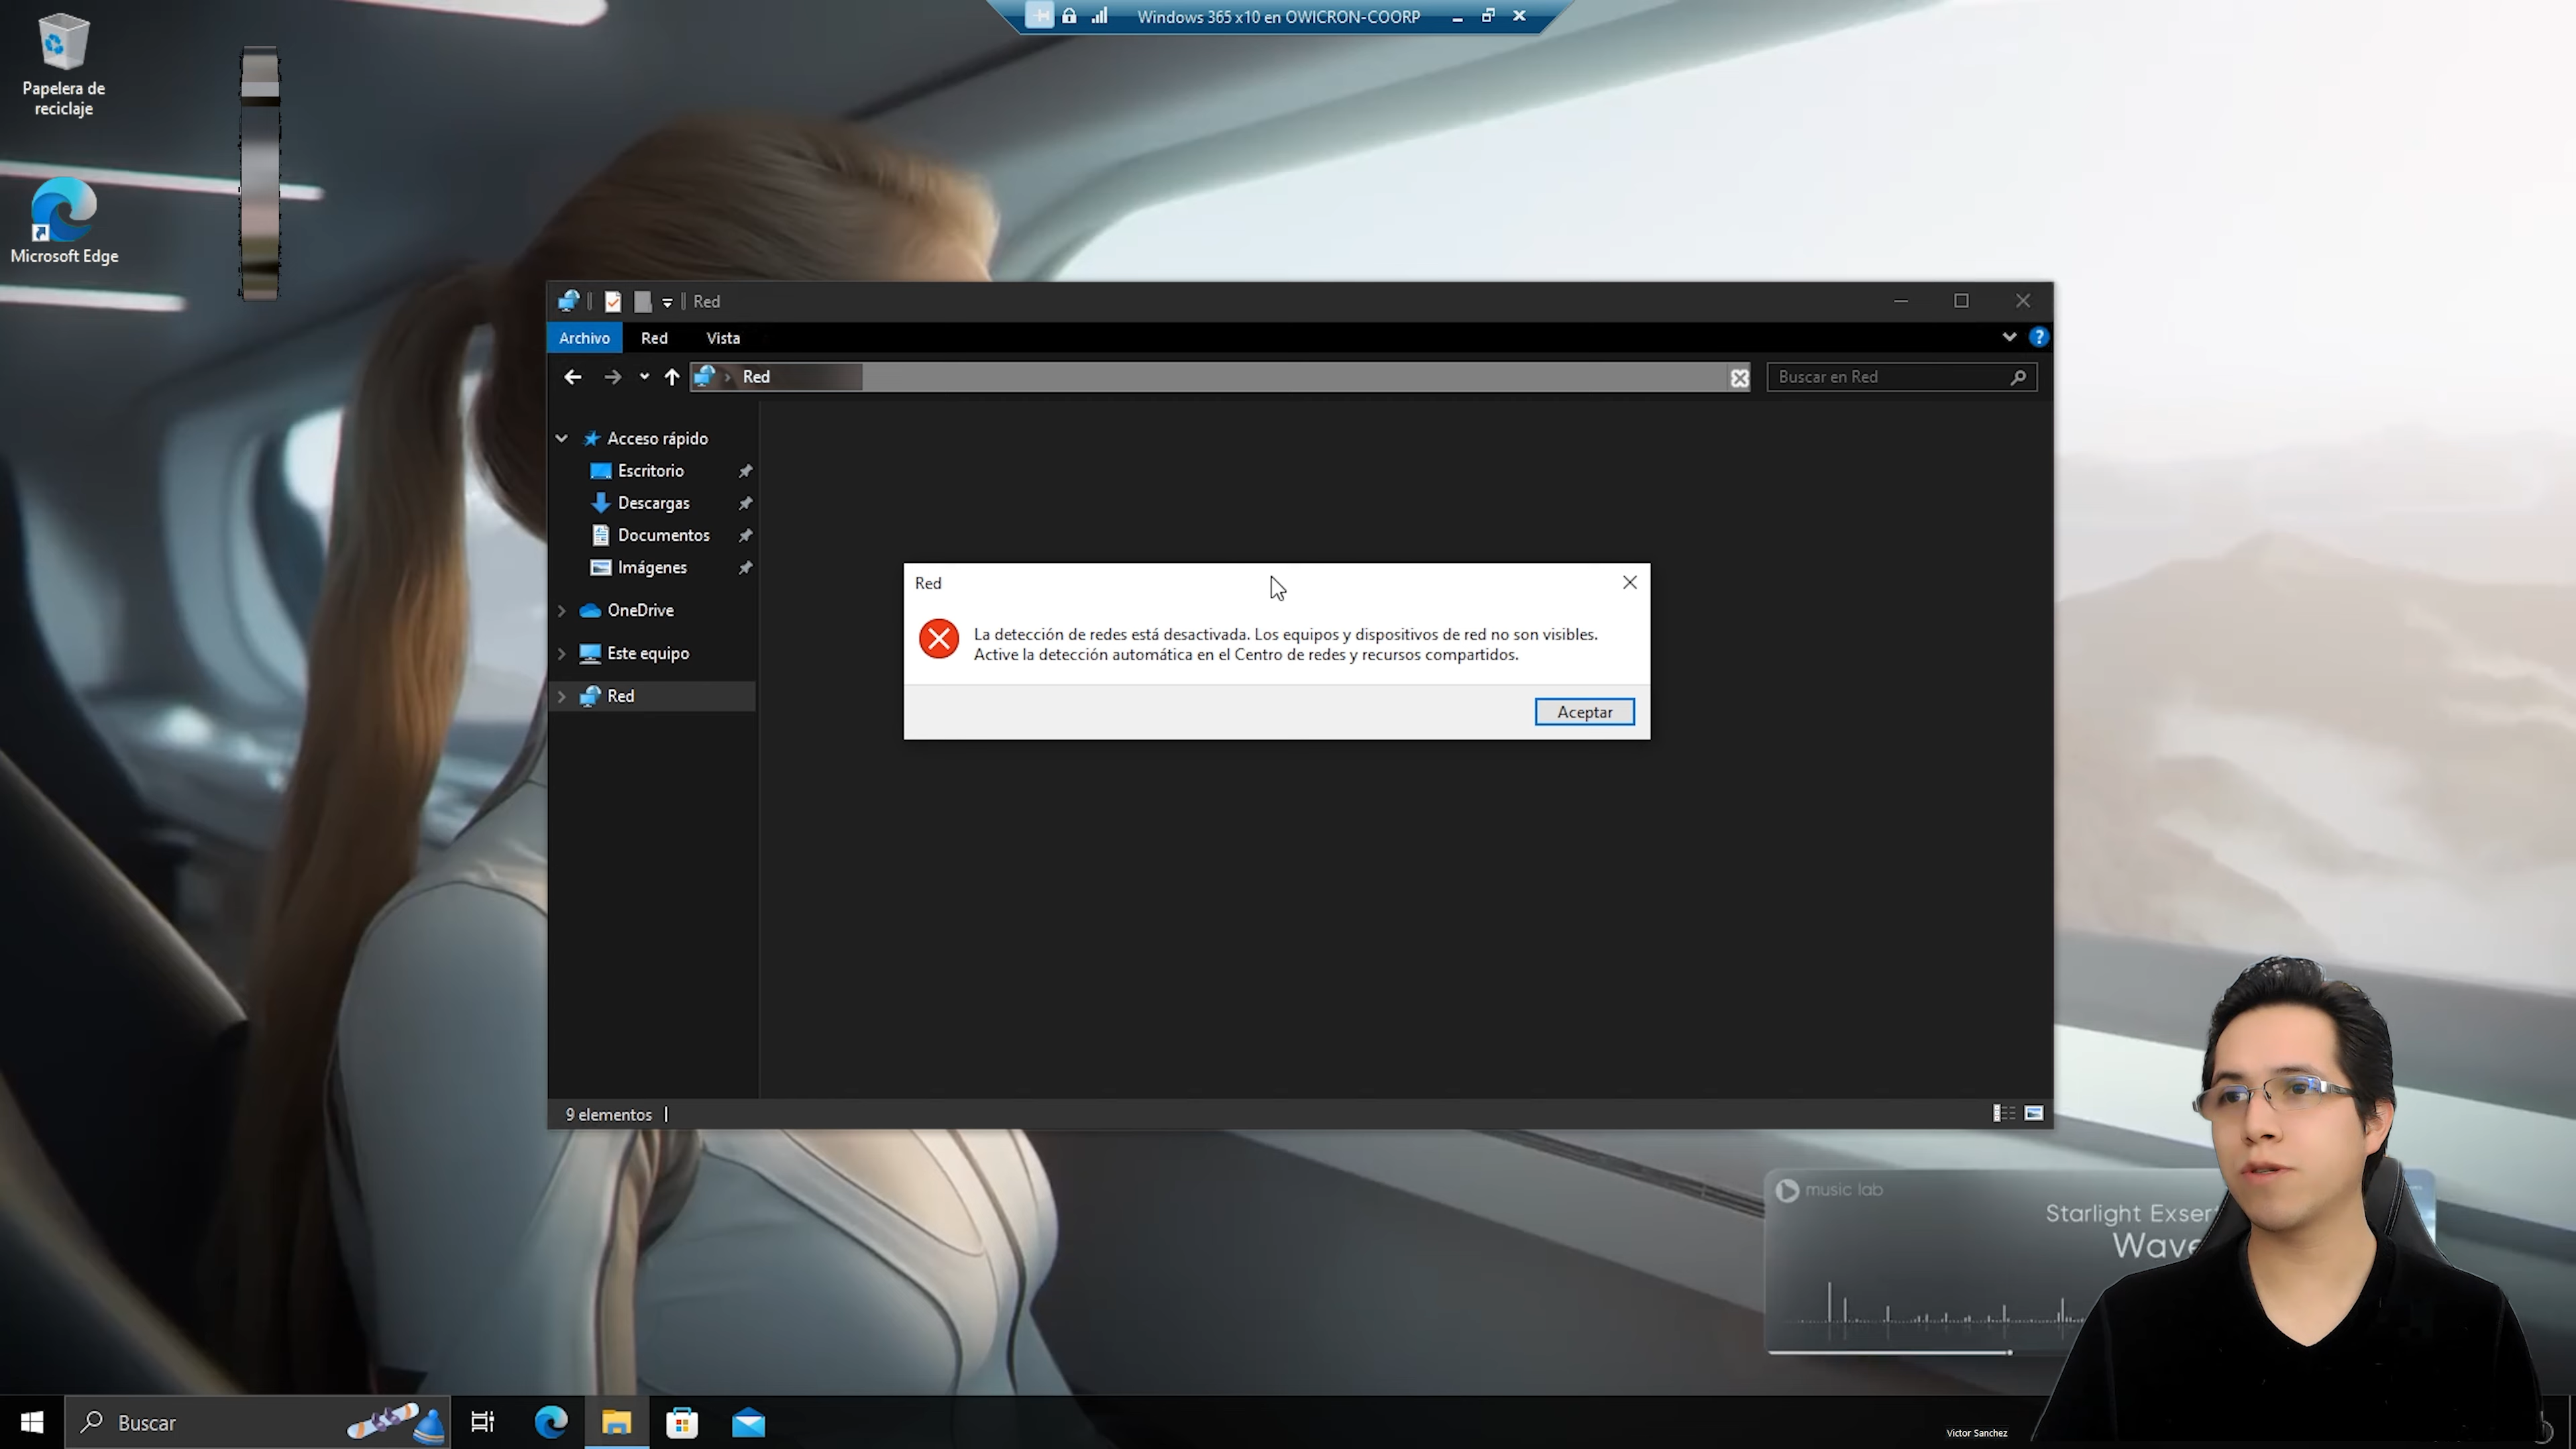 Windows 365 x10 en OWICRON-COORP
Papelera de
reciclaje
Microsoft Edge
Red
Archivo
Red
Vista
Red
Buscar en Red
Acceso rápido
Escritorio
Descargas
Documentos
Imágenes
OneDrive
Este equipo
Red
Red
La detección de redes está desactivada. Los equipos y dispositivos de red no son visibles.
Active la detección automática en el Centro de redes y recursos compartidos.
Aceptar
9 elementos
music lab
Starlight Exser
Wave
Buscar
Victor Sanchez